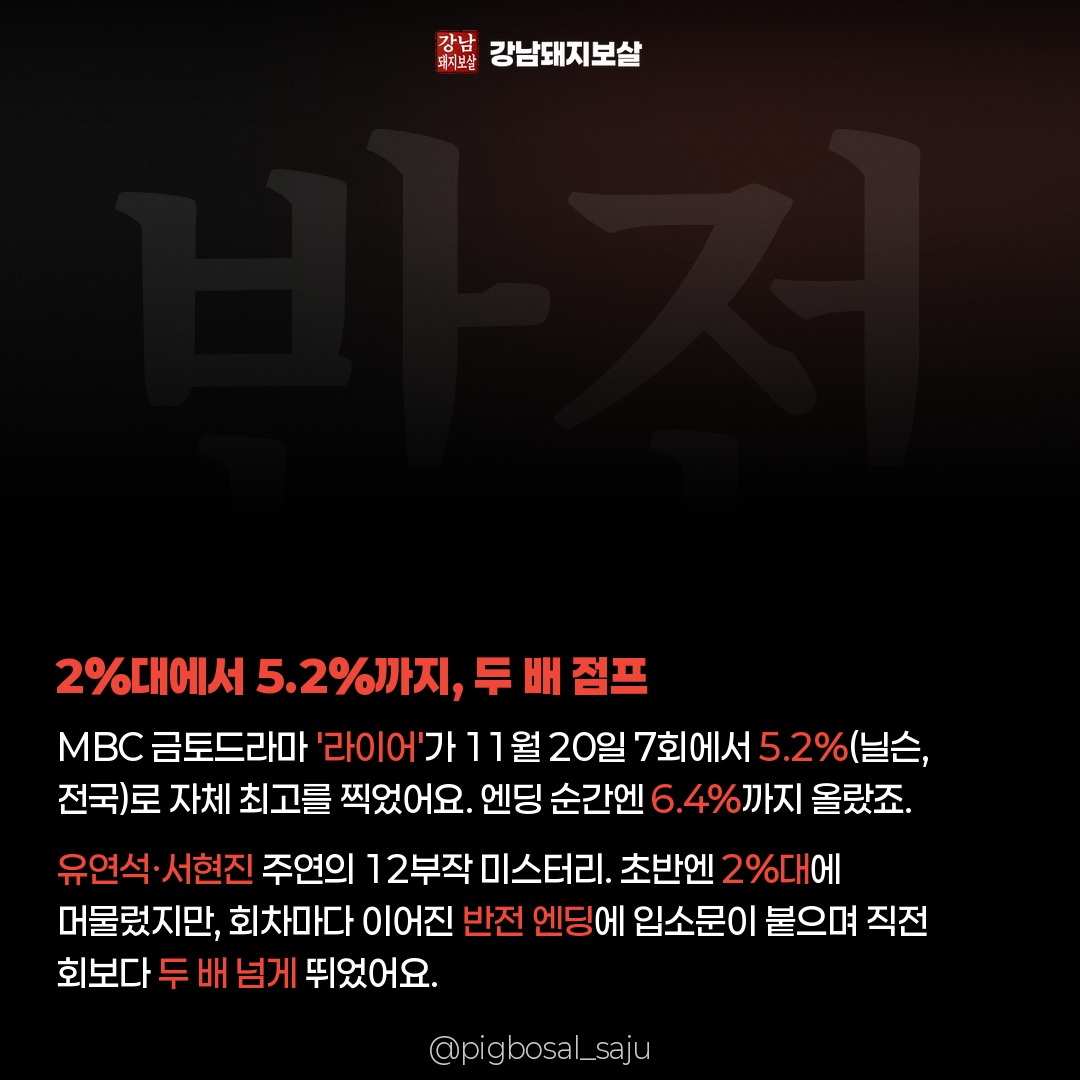 강남
돼지보살
강남돼지보살
반전
2%대에서 5.2%까지, 두 배 점프
MBC 금토드라마 '라이어'가 11월 20일 7회에서 5.2%(닐슨,
전국)로 자체 최고를 찍었어요. 엔딩 순간엔 6.4%까지 올랐죠.
유연석·서현진 주연의 12부작 미스터리. 초반엔 2%대에
머물렀지만, 회차마다 이어진 반전 엔딩에 입소문이 붙으며 직전
회보다 두 배 넘게 뛰었어요.
@pigbosal_saju